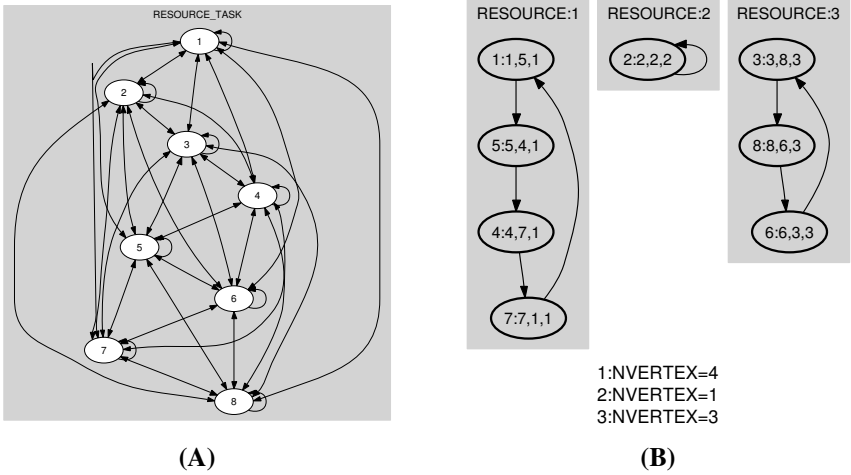 RESOURCE_TASK
1
2
3
4
5
6
7
8
(A)
RESOURCE:1
1:1,5,1
5:5,4,1
4:4,7,1
7:7,1,1
RESOURCE:2
2:2,2,2
RESOURCE:3
3:3,8,3
8:8,6,3
6:6,3,3
1:NVERTEX=4
2:NVERTEX=1
3:NVERTEX=3
(B)